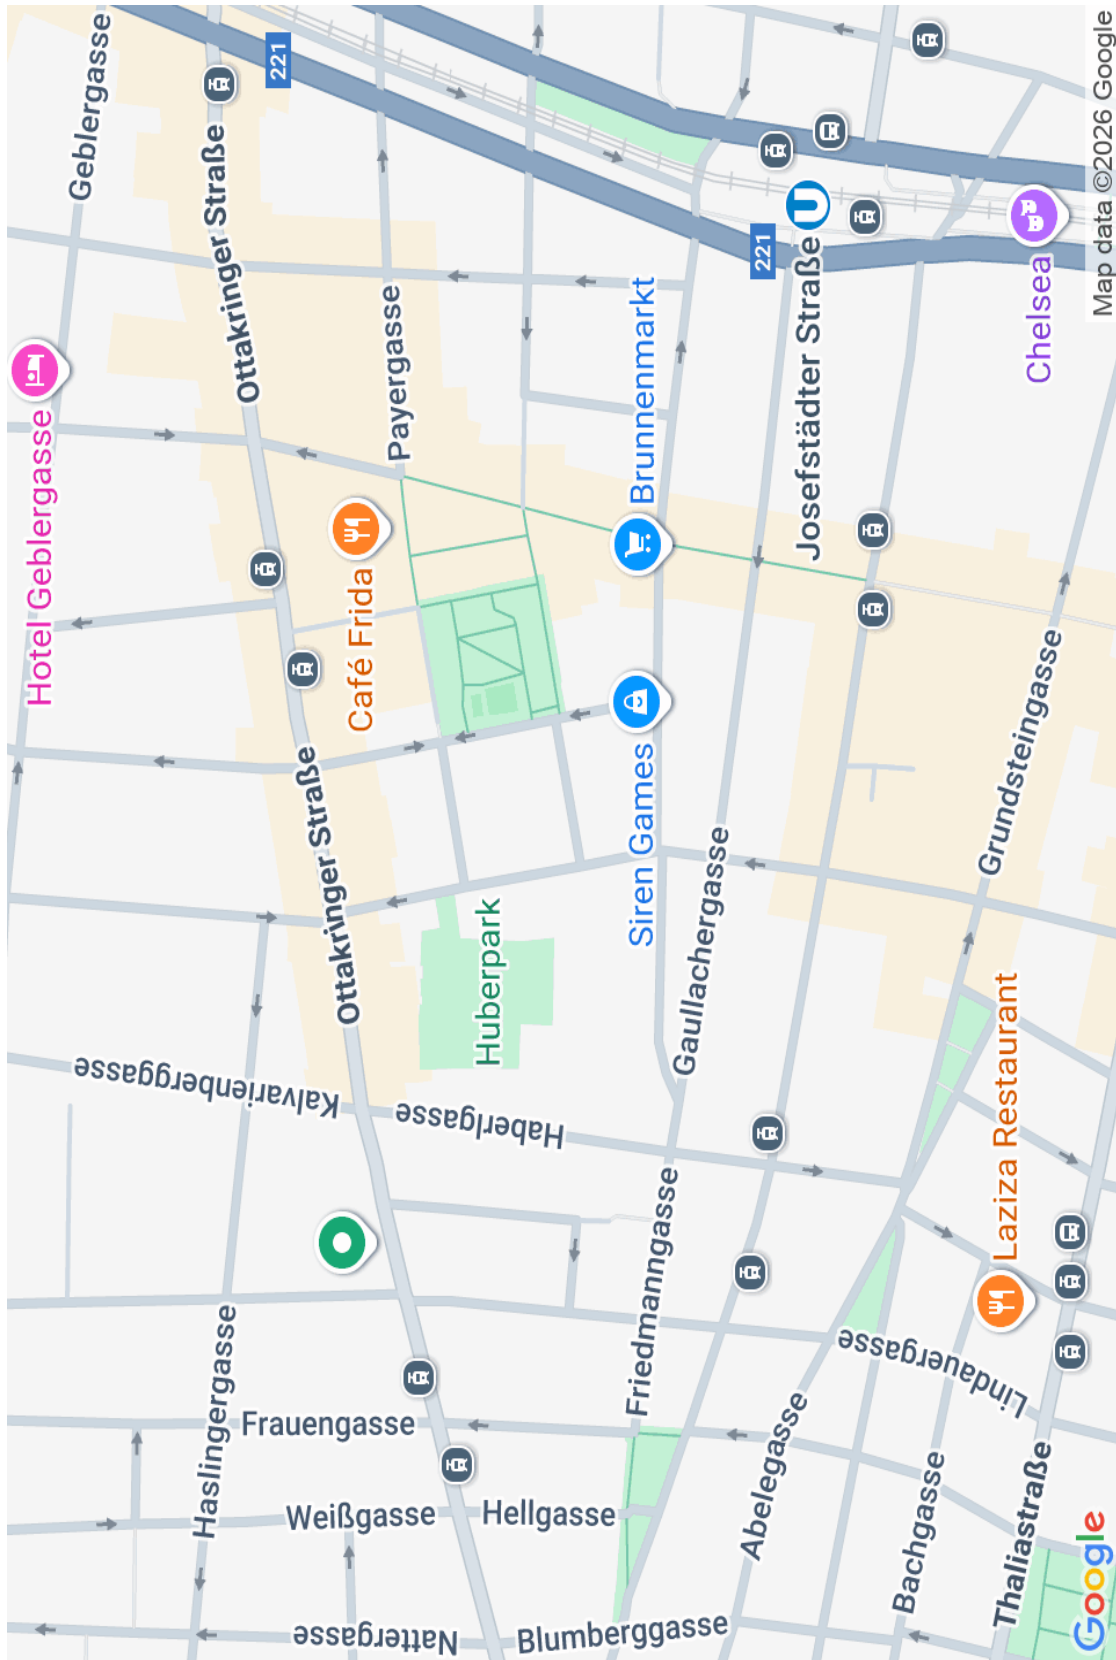 Geblergasse
Hotel Geblergasse
Ottakringer Straße
221
Payergasse
Café Frida
Brunnenmarkt
Siren Games
221
Josefstädter Straße
Chelsea
Map data ©2026 Google
Ottakringer Straße
Huberpark
Gaullachergasse
Grundsteingasse
Laziza Restaurant
Kalvarienberggasse
Haberlgasse
Friedmanngasse
Haslingergasse
Frauengasse
Weißgasse
Hellgasse
Nattergasse
Blumberggasse
Abelegasse
Lindauergasse
Bachgasse
Thaliastraße
Google